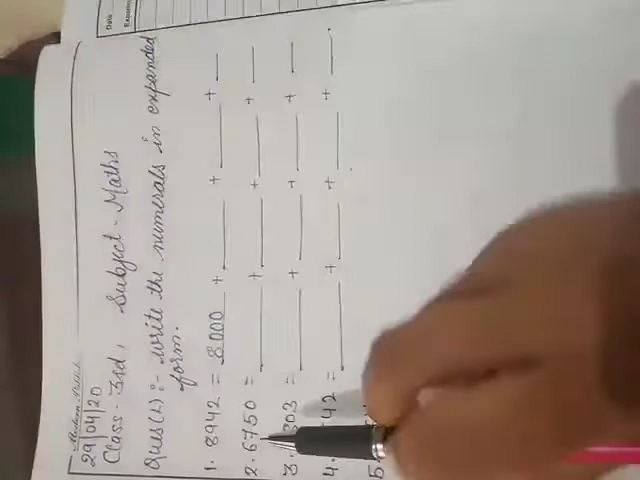 Date
29/04/20
Class - 3rd, Subject - Maths
Ques(2) :- write the numerals in expanded
form.
1. 8942 = 8000 + ___ + ___ + ___
2. 6750 = ___ + ___ + ___ + ___
3. 303 = ___ + ___ + ___ + ___
4. 42 = ___ + ___ + ___ + ___
5.